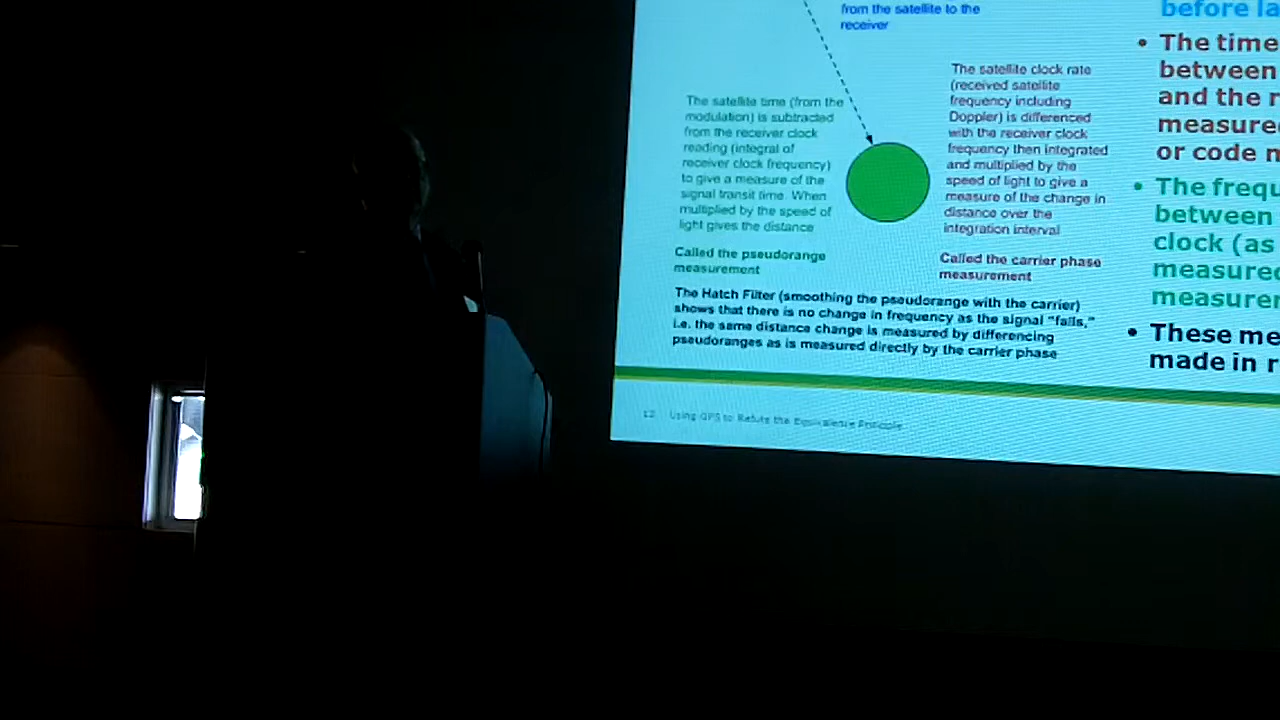 from the satellite to the
receiver
The satellite time (from the
modulation) is subtracted
from the receiver clock
reading (integral of
receiver clock frequency)
to give a measure of the
signal transit time. When
multiplied by the speed of
light gives the distance
Called the pseudorange
measurement
The satellite clock rate
(received satellite
frequency including
Doppler) is differenced
with the receiver clock
frequency then integrated
and multiplied by the
speed of light to give a
measure of the change in
distance over the
integration interval
Called the carrier phase
measurement
The Hatch Filter (smoothing the pseudorange with the carrier)
shows that there is no change in frequency as the signal "falls,"
i.e. the same distance change is measured by differencing
pseudoranges as is measured directly by the carrier phase
before la
• The time
between
and the r
measured
or code m
• The frequ
between
clock (as
measured
measurem
• These me
made in r
12 Using GPS to Refute the Equivalence Principle